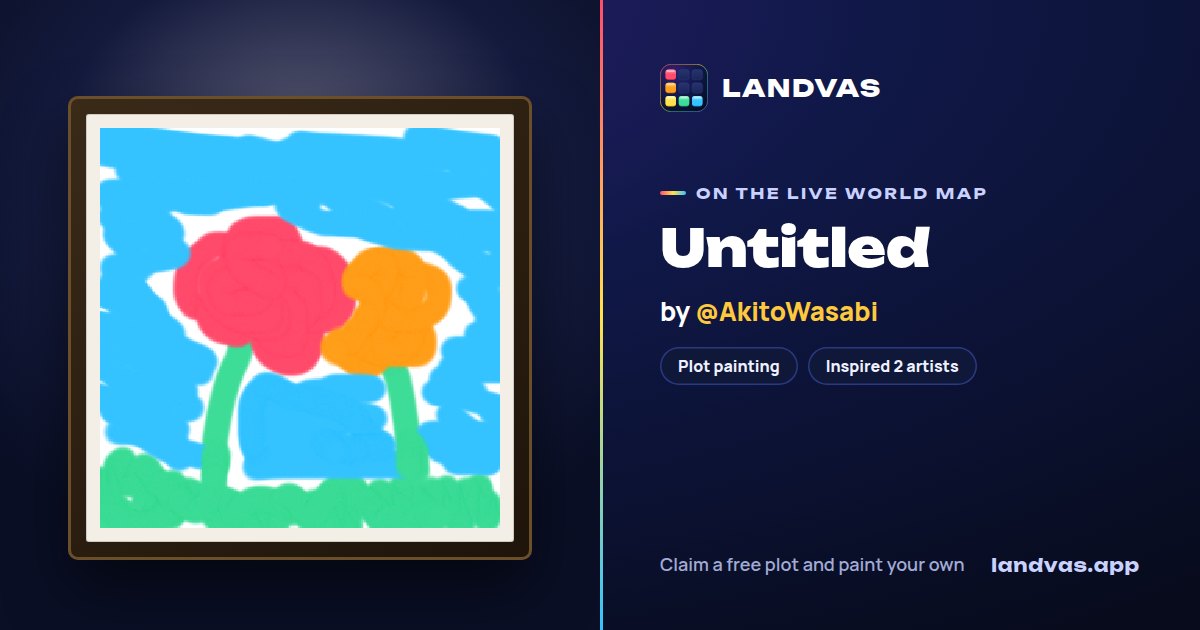 LANDVAS
ON THE LIVE WORLD MAP
Untitled
by @AkitoWasabi
Plot painting
Inspired 2 artists
Claim a free plot and paint your own
landvas.app